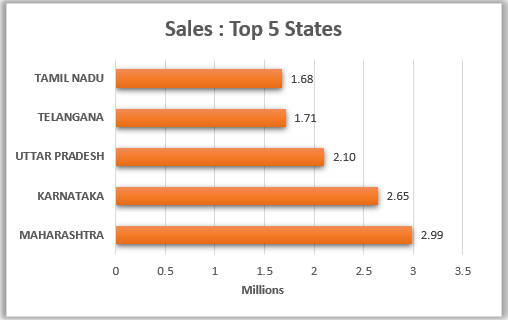 Sales : Top 5 States
TAMIL NADU 1.68
TELANGANA 1.71
UTTAR PRADESH 2.10
KARNATAKA 2.65
MAHARASHTRA 2.99
0 0.5 1 1.5 2 2.5 3 3.5
Millions